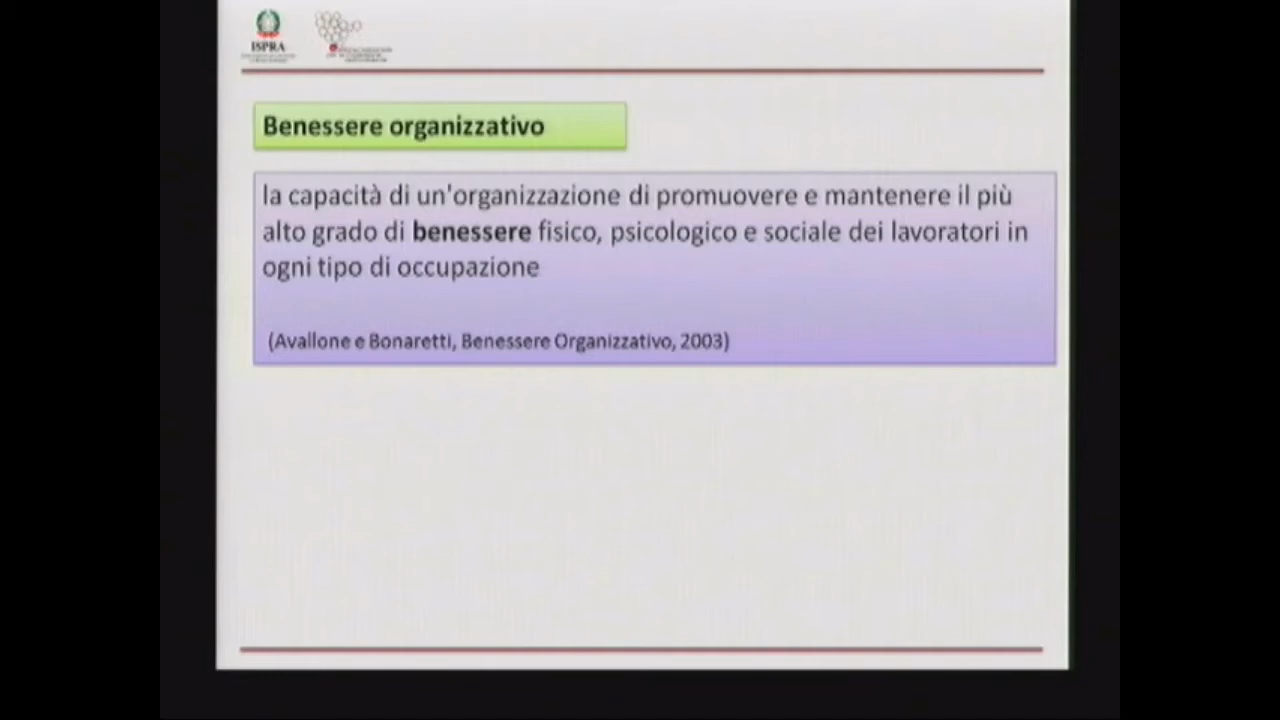 ISPRA
Benessere organizzativo
la capacità di un'organizzazione di promuovere e mantenere il più
alto grado di benessere fisico, psicologico e sociale dei lavoratori in
ogni tipo di occupazione
(Avallone e Bonaretti, Benessere Organizzativo, 2003)